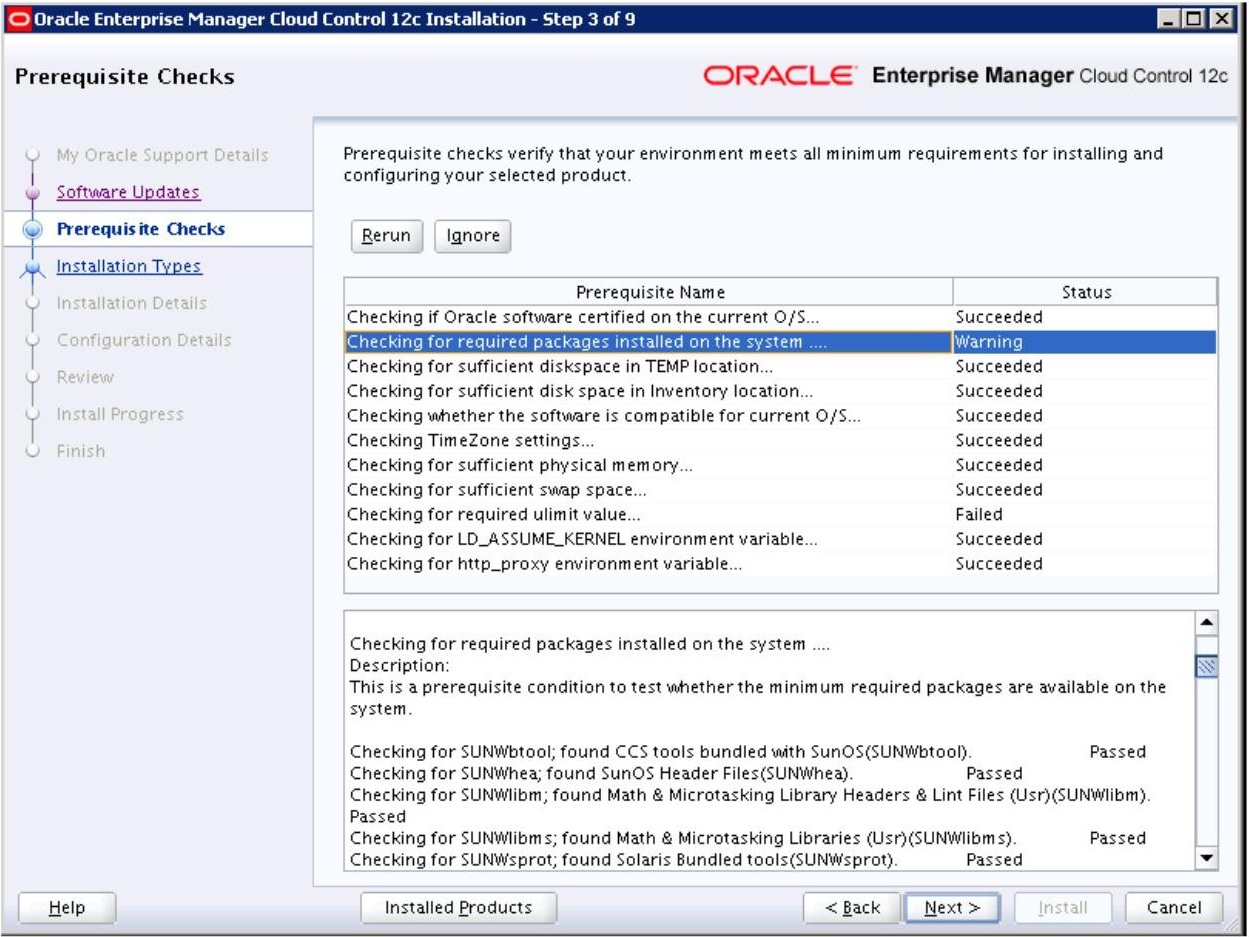 Oracle Enterprise Manager Cloud Control 12c Installation - Step 3 of 9
Prerequisite Checks
ORACLE Enterprise Manager Cloud Control 12c
My Oracle Support Details
Software Updates
Prerequisite Checks
Installation Types
Installation Details
Configuration Details
Review
Install Progress
Finish
Prerequisite checks verify that your environment meets all minimum requirements for installing and
configuring your selected product.
Rerun Ignore
Prerequisite Name Status
Checking if Oracle software certified on the current O/S... Succeeded
Checking for required packages installed on the system .... Warning
Checking for sufficient diskspace in TEMP location... Succeeded
Checking for sufficient disk space in Inventory location... Succeeded
Checking whether the software is compatible for current O/S... Succeeded
Checking TimeZone settings... Succeeded
Checking for sufficient physical memory... Succeeded
Checking for sufficient swap space... Succeeded
Checking for required ulimit value... Failed
Checking for LD_ASSUME_KERNEL environment variable... Succeeded
Checking for http_proxy environment variable... Succeeded
Checking for required packages installed on the system ....
Description:
This is a prerequisite condition to test whether the minimum required packages are available on the
system.
Checking for SUNWbtool; found CCS tools bundled with SunOS(SUNWbtool). Passed
Checking for SUNWhea; found SunOS Header Files(SUNWhea). Passed
Checking for SUNWlibm; found Math & Microtasking Library Headers & Lint Files (Usr)(SUNWlibm).
Passed
Checking for SUNWlibms; found Math & Microtasking Libraries (Usr)(SUNWlibms). Passed
Checking for SUNWsprot; found Solaris Bundled tools(SUNWsprot). Passed
Help Installed Products < Back Next > Install Cancel